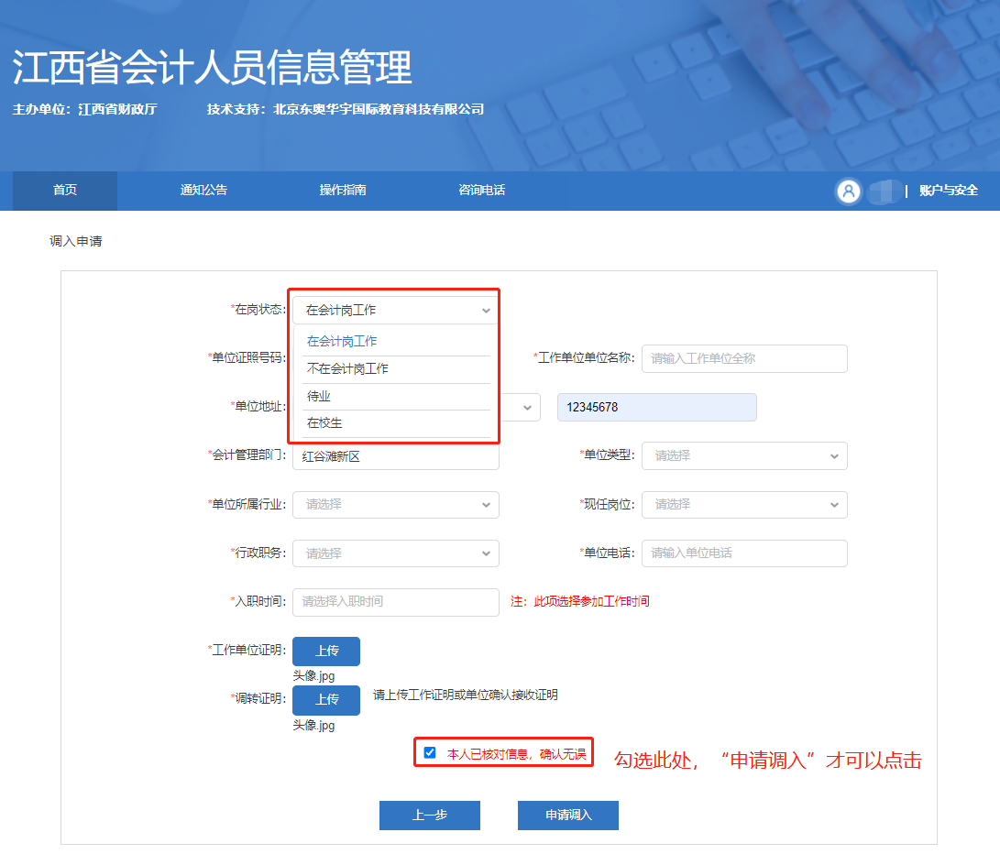 江西省会计人员信息管理
主办单位：江西省财政厅 技术支持：北京东奥华宇国际教育科技有限公司
首页 通知公告 操作指南 咨询电话 | 账户与安全
调入申请
*在岗状态: 在会计岗工作
在会计岗工作
*单位证照号码: *工作单位单位名称: 请输入工作单位全称
不在会计岗工作
待业
*单位地址: 12345678
在校生
*会计管理部门: 红谷滩新区 *单位类型: 请选择
*单位所属行业: 请选择 *现任岗位: 请选择
*行政职务: 请选择 *单位电话: 请输入单位电话
*入职时间: 请选择入职时间 注：此项选择参加工作时间
*工作单位证明: 上传
头像.jpg
*调转证明: 上传 请上传工作证明或单位确认接收证明
头像.jpg
本人已核对信息，确认无误 勾选此处，“申请调入”才可以点击
上一步 申请调入